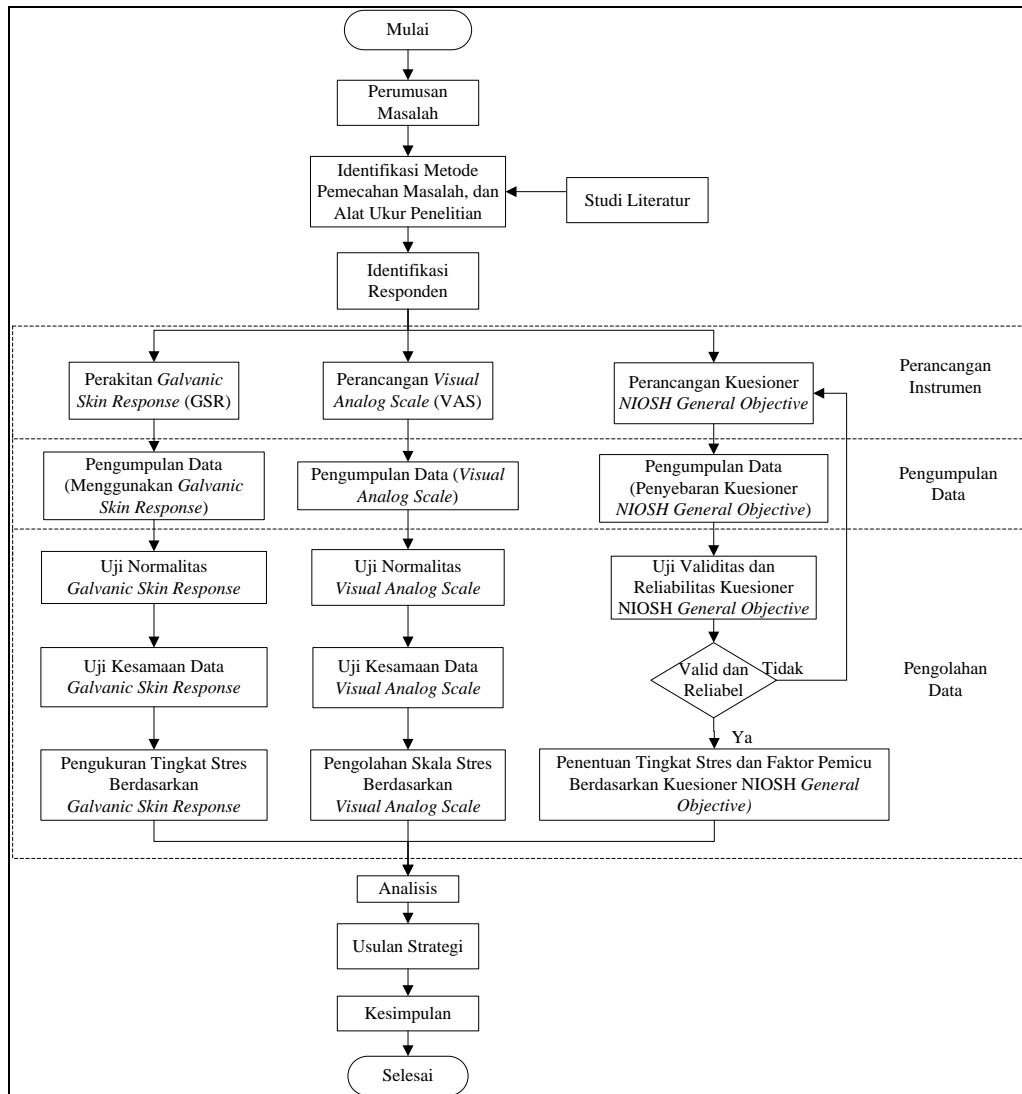 Mulai
Perumusan
Masalah
Identifikasi Metode
Pemecahan Masalah, dan
Alat Ukur Penelitian
Studi Literatur
Identifikasi
Responden
Perakitan Galvanic
Skin Response (GSR)
Perancangan Visual
Analog Scale (VAS)
Perancangan Kuesioner
NIOSH General Objective
Perancangan
Instrumen
Pengumpulan Data
(Menggunakan Galvanic
Skin Response)
Pengumpulan Data (Visual
Analog Scale)
Pengumpulan Data
(Penyebaran Kuesioner
NIOSH General Objective)
Pengumpulan
Data
Uji Normalitas
Galvanic Skin Response
Uji Normalitas
Visual Analog Scale
Uji Validitas dan
Reliabilitas Kuesioner
NIOSH General Objective
Uji Kesamaan Data
Galvanic Skin Response
Uji Kesamaan Data
Visual Analog Scale
Valid dan
Reliabel
Tidak
Ya
Pengolahan
Data
Pengukuran Tingkat Stres
Berdasarkan
Galvanic Skin Response
Pengolahan Skala Stres
Berdasarkan
Visual Analog Scale
Penentuan Tingkat Stres dan Faktor Pemicu
Berdasarkan Kuesioner NIOSH General
Objective)
Analisis
Usulan Strategi
Kesimpulan
Selesai